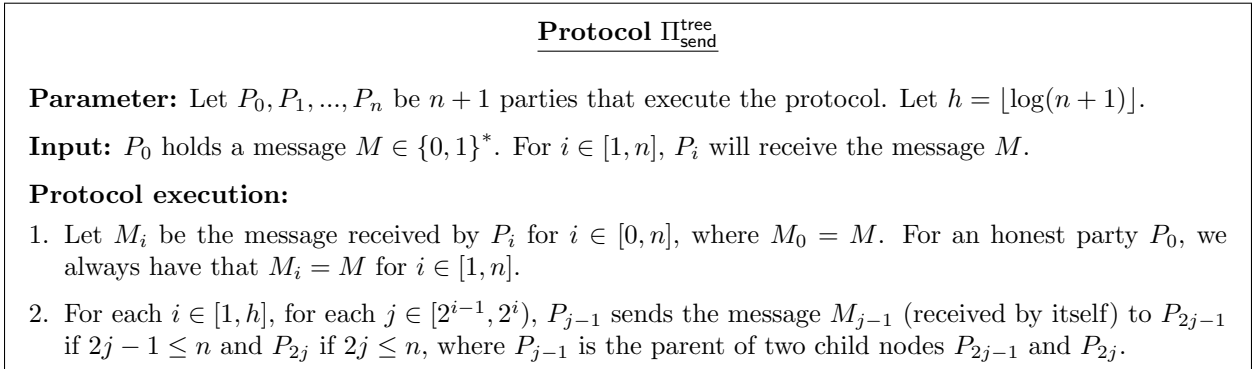 Protocol Π^tree_send
Parameter: Let P_0, P_1, ..., P_n be n + 1 parties that execute the protocol. Let h = ⌊log(n + 1)⌋.
Input: P_0 holds a message M ∈ {0, 1}^*. For i ∈ [1, n], P_i will receive the message M.
Protocol execution:
1. Let M_i be the message received by P_i for i ∈ [0, n], where M_0 = M. For an honest party P_0, we
always have that M_i = M for i ∈ [1, n].
2. For each i ∈ [1, h], for each j ∈ [2^{i−1}, 2^i), P_{j−1} sends the message M_{j−1} (received by itself) to P_{2j−1}
if 2j − 1 ≤ n and P_{2j} if 2j ≤ n, where P_{j−1} is the parent of two child nodes P_{2j−1} and P_{2j}.